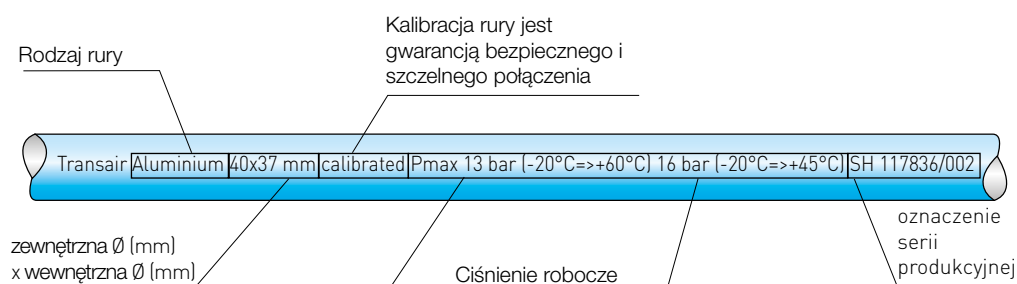 Kalibracja rury jest
gwarancją bezpiecznego i
szczelnego połączenia
Rodzaj rury
Transair Aluminium 40x37 mm calibrated Pmax 13 bar (-20°C=>+60°C) 16 bar (-20°C=>+45°C) SH 117836/002
zewnętrzna Ø (mm)
x wewnętrzna Ø (mm)
Ciśnienie robocze
oznaczenie
serii
produkcyjnej